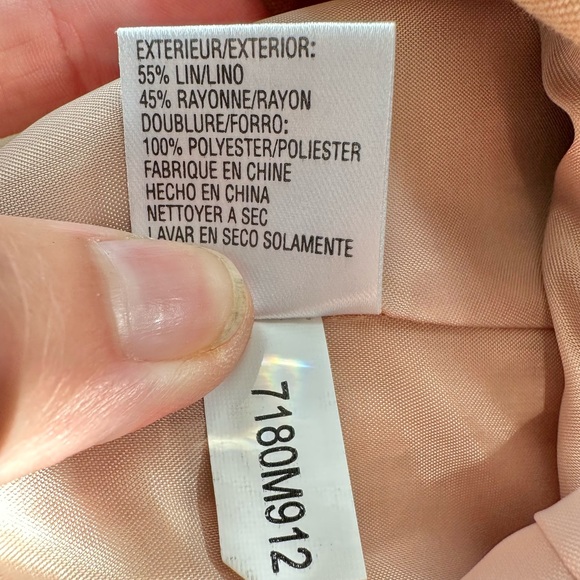 EXTERIEUR/EXTERIOR:
55% LIN/LINO
45% RAYONNE/RAYON
DOUBLURE/FORRO:
100% POLYESTER/POLIESTER
FABRIQUE EN CHINE
HECHO EN CHINA
NETTOYER A SEC
LAVAR EN SECO SOLAMENTE
7180M912